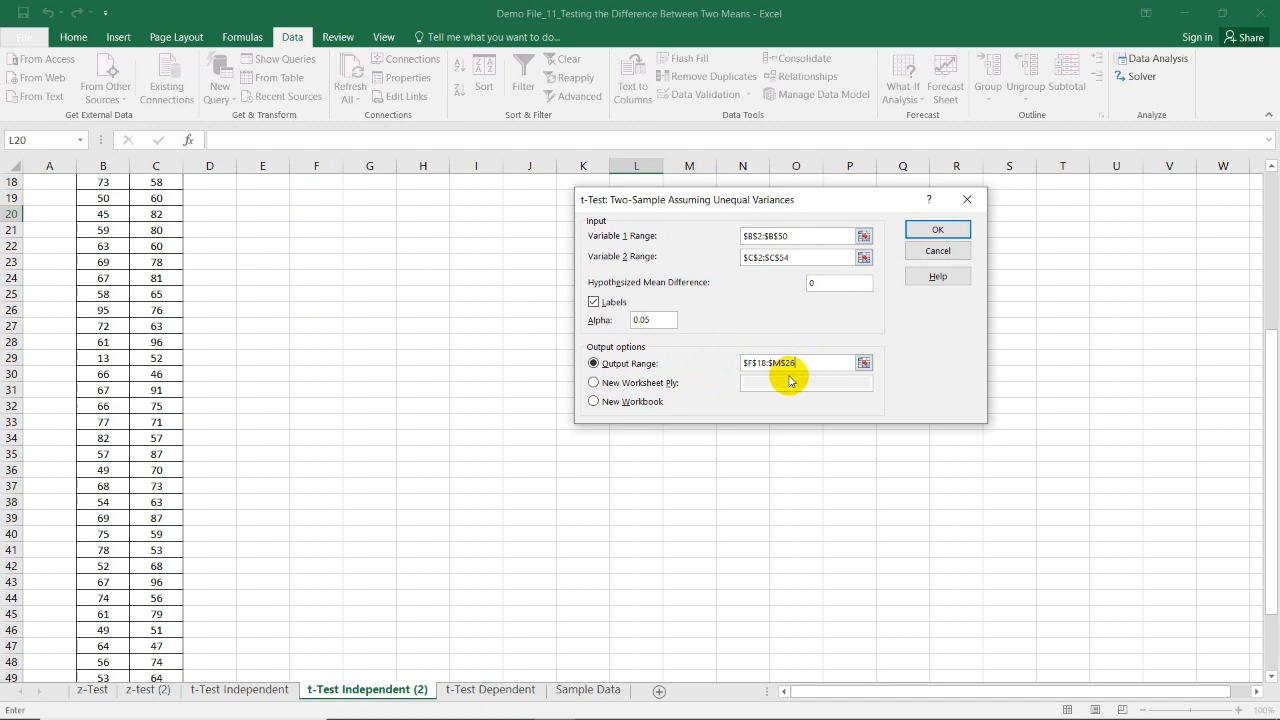 Demo File_11_Testing the Difference Between Two Means - Excel
File Home Insert Page Layout Formulas Data Review View Tell me what you want to do... Sign in Share
From Access
From Web
From Text
From Other Sources
Existing Connections
Get External Data
New Query
Show Queries
From Table
Recent Sources
Get & Transform
Refresh All
Connections
Properties
Edit Links
Connections
Sort
Filter
Clear
Reapply
Advanced
Sort & Filter
Text to Columns
Flash Fill
Remove Duplicates
Data Validation
Consolidate
Relationships
Manage Data Model
Data Tools
What-If Analysis
Forecast Sheet
Forecast
Group
Ungroup
Subtotal
Outline
Data Analysis
Solver
Analyze
L20 fx
A B C D E F G H I J K L M N O P Q R S T U V W
18 73 58
19 50 60
20 45 82
21 59 80
22 63 60
23 69 78
24 67 81
25 58 65
26 95 76
27 72 63
28 61 96
29 13 52
30 66 46
31 67 91
32 66 75
33 77 71
34 82 57
35 57 87
36 49 70
37 68 73
38 54 63
39 69 87
40 75 59
41 78 53
42 52 68
43 67 96
44 74 56
45 61 79
46 49 51
47 64 47
48 56 74
49 53 64
t-Test: Two-Sample Assuming Unequal Variances ?
Input
Variable 1 Range: $B$2:$B$50
Variable 2 Range: $C$2:$C$54
Hypothesized Mean Difference: 0
Labels
Alpha: 0.05
Output options
Output Range: $F$18:$M$26
New Worksheet Ply:
New Workbook
OK
Cancel
Help
z-Test z-test (2) t-Test Independent t-Test Independent (2) t-Test Dependent Sample Data
Enter 100%